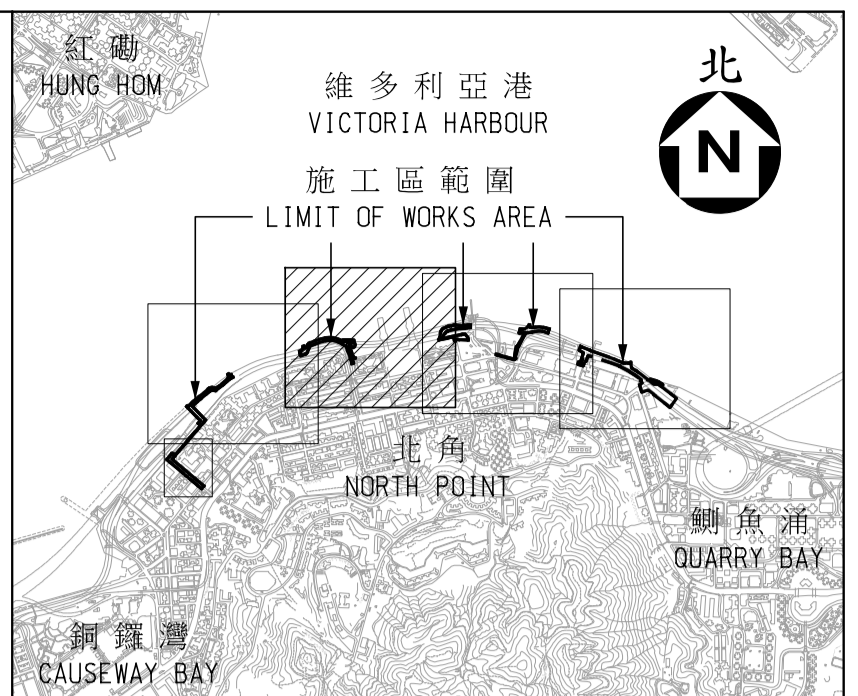 紅磡
HUNG HOM
維多利亞港
VICTORIA HARBOUR
北
N
施工區範圍
LIMIT OF WORKS AREA
北角
NORTH POINT
鰂魚涌
QUARRY BAY
銅鑼灣
CAUSEWAY BAY